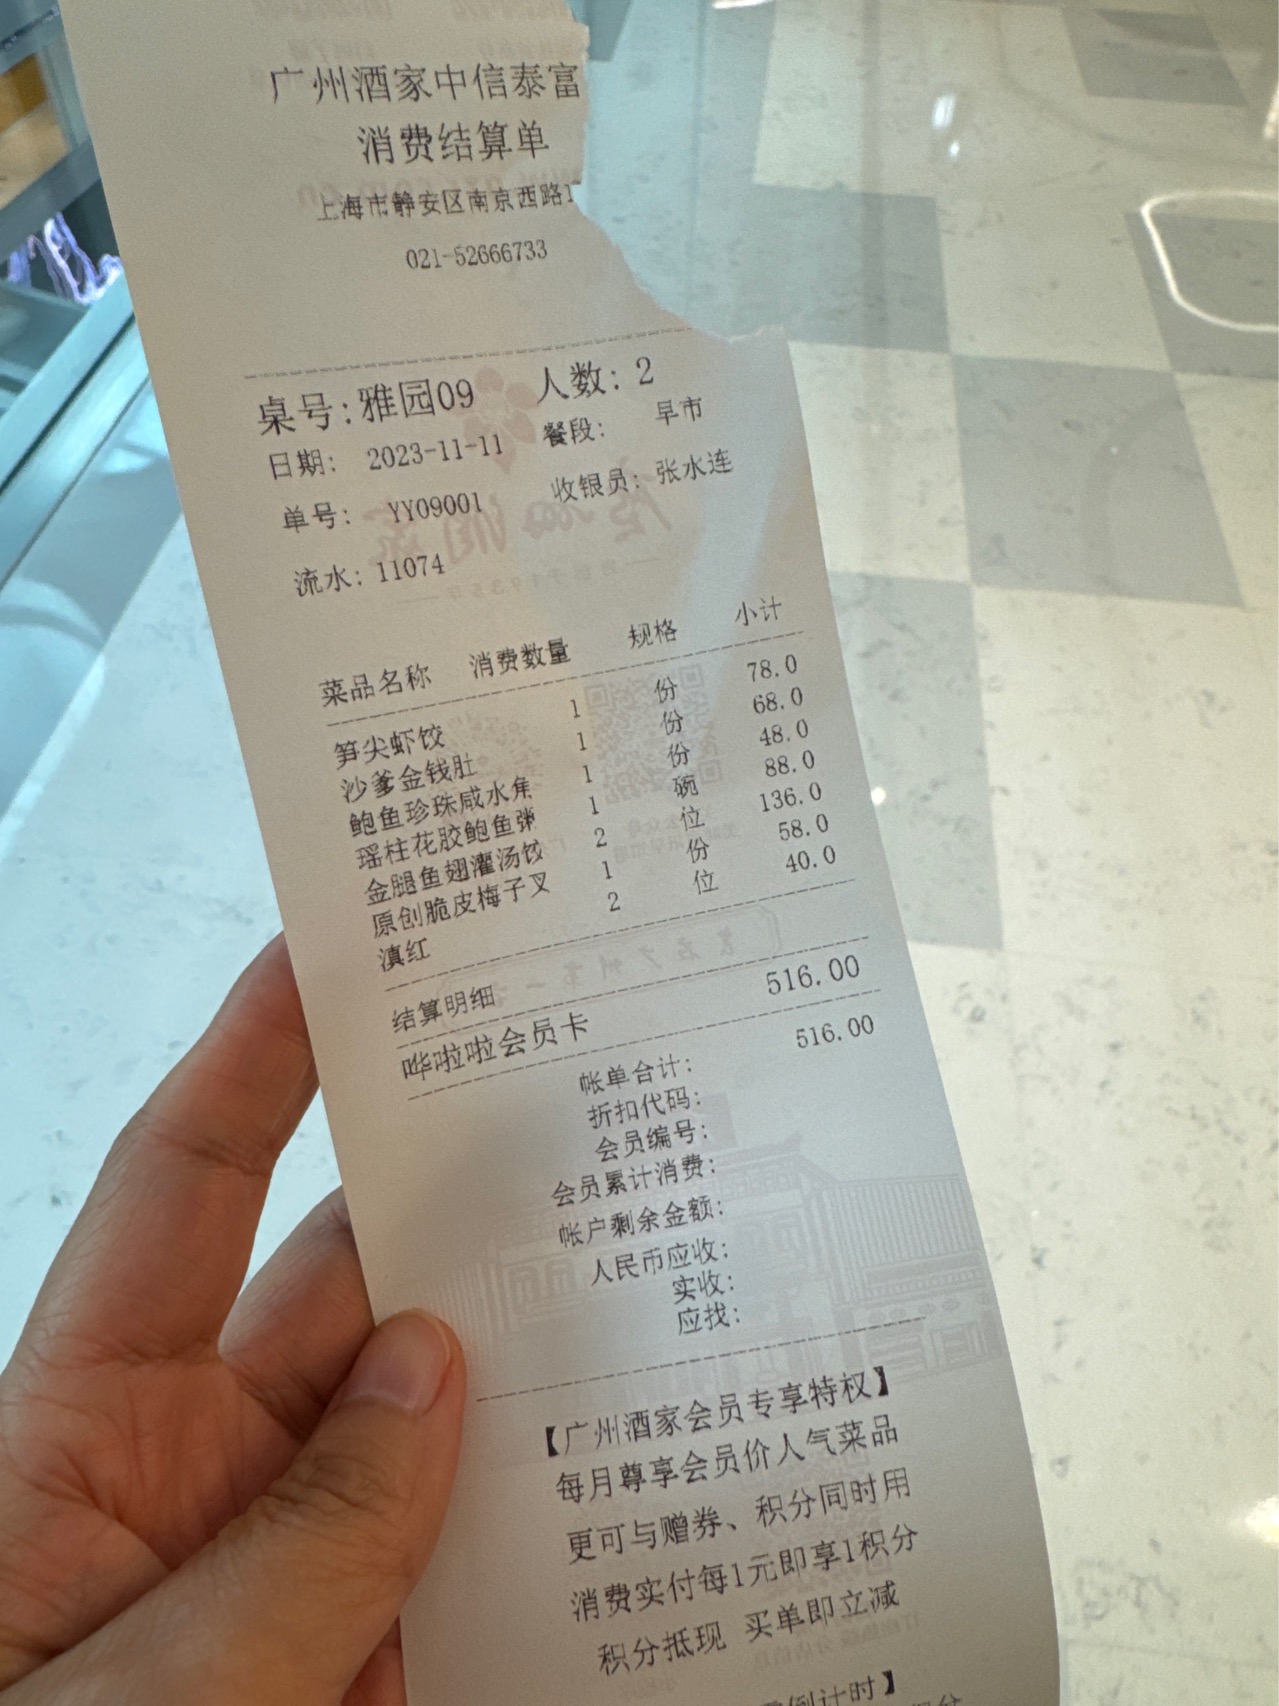 广州酒家中信泰富
消费结算单
上海市静安区南京西路1
021-52666733
桌号:雅园09 人数: 2
日期: 2023-11-11 餐段: 早市
单号: YY09001 收银员: 张水连
流水: 11074
菜品名称 消费数量 规格 小计
笋尖虾饺 1 份 78.0
沙爹金钱肚 1 份 68.0
鲍鱼珍珠咸水角 1 份 48.0
瑶柱花胶鲍鱼粥 1 碗 88.0
金腿鱼翅灌汤饺 2 位 136.0
原创脆皮梅子叉 1 份 58.0
滇红 2 位 40.0
结算明细 516.00
哗啦啦会员卡
帐单合计: 516.00
折扣代码:
会员编号:
会员累计消费:
帐户剩余金额:
人民币应收:
实收:
应找:
【广州酒家会员专享特权】
每月尊享会员价人气菜品
更可与赠券、积分同时用
消费实付每1元即享1积分
积分抵现 买单即立减
倒计时】